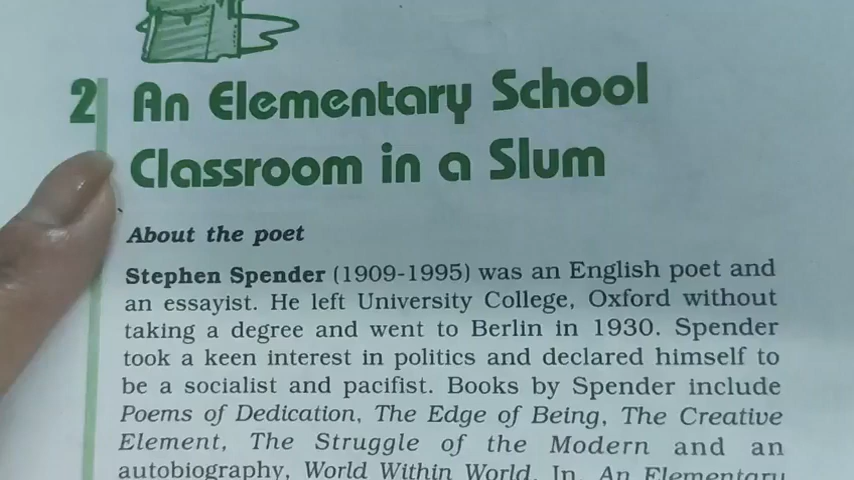 2 An Elementary School
Classroom in a Slum
About the poet
Stephen Spender (1909-1995) was an English poet and
an essayist. He left University College, Oxford without
taking a degree and went to Berlin in 1930. Spender
took a keen interest in politics and declared himself to
be a socialist and pacifist. Books by Spender include
Poems of Dedication, The Edge of Being, The Creative
Element, The Struggle of the Modern and an
autobiography, World Within World. In, An Elementary